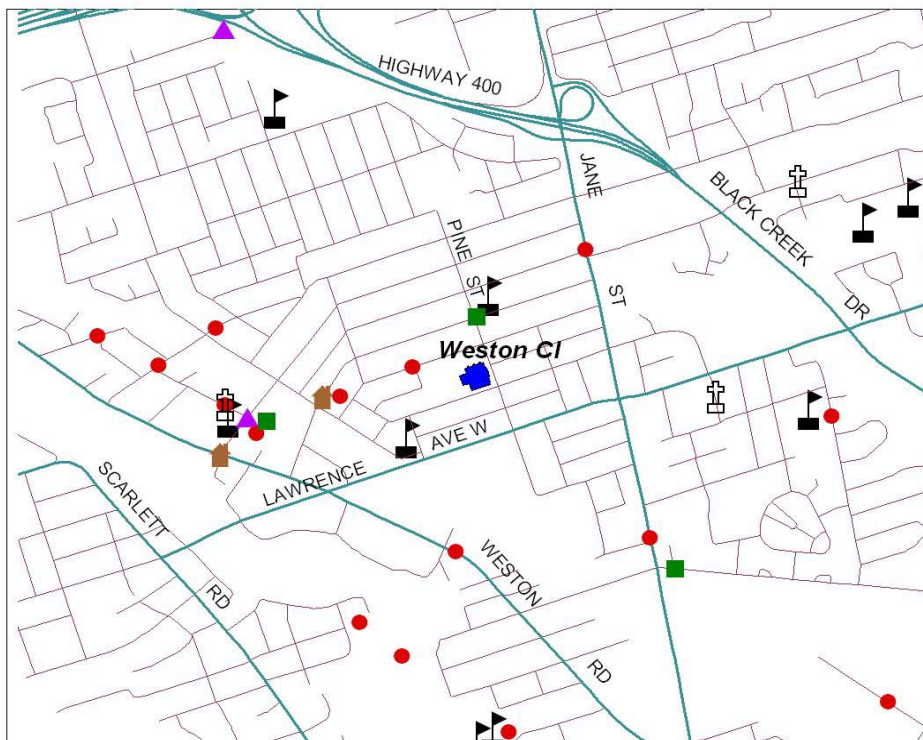 HIGHWAY 400
JANE
ST
BLACK CREEK
DR
PINE ST
Weston CI
AVE W
LAWRENCE
SCARLETT
RD
WESTON
RD